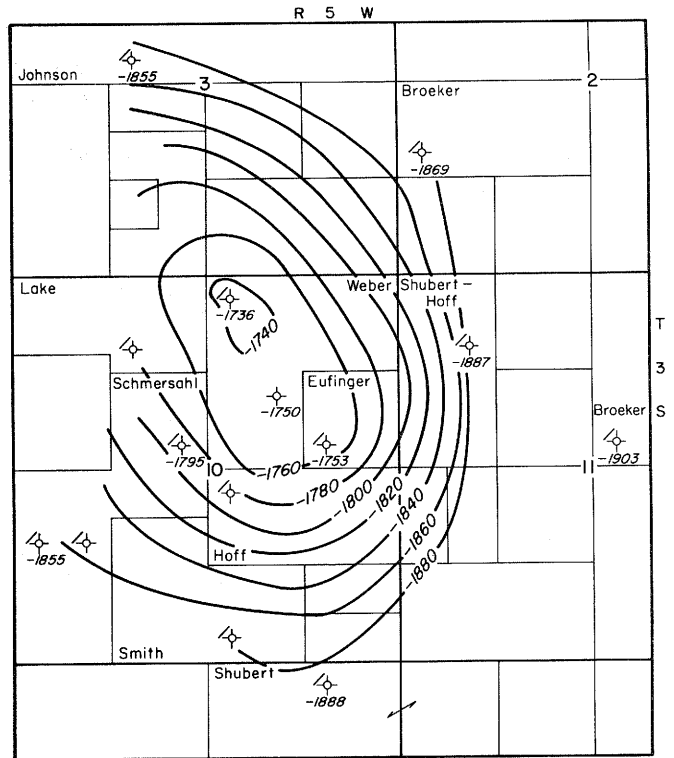 R 5 W
Johnson
-1855
3
2
Broeker
-1869
Lake
Weber
Shubert-
Hoff
-1736
-1740
T
3
S
-1887
Schmersahl
Eufinger
-1750
Broeker
-1795
10
-1753
-1903
11
-1760
-1780
-1800
-1820
-1840
-1860
-1880
-1855
Hoff
Smith
Shubert
-1888